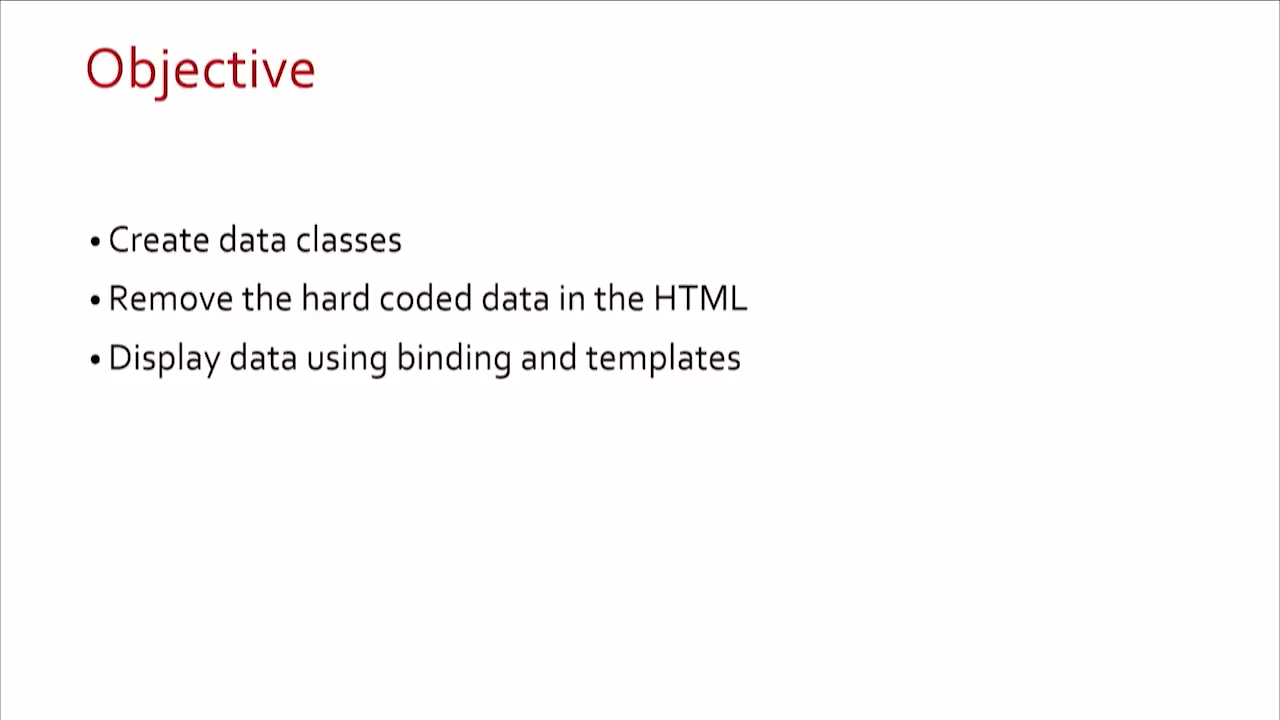 Objective
• Create data classes
• Remove the hard coded data in the HTML
• Display data using binding and templates